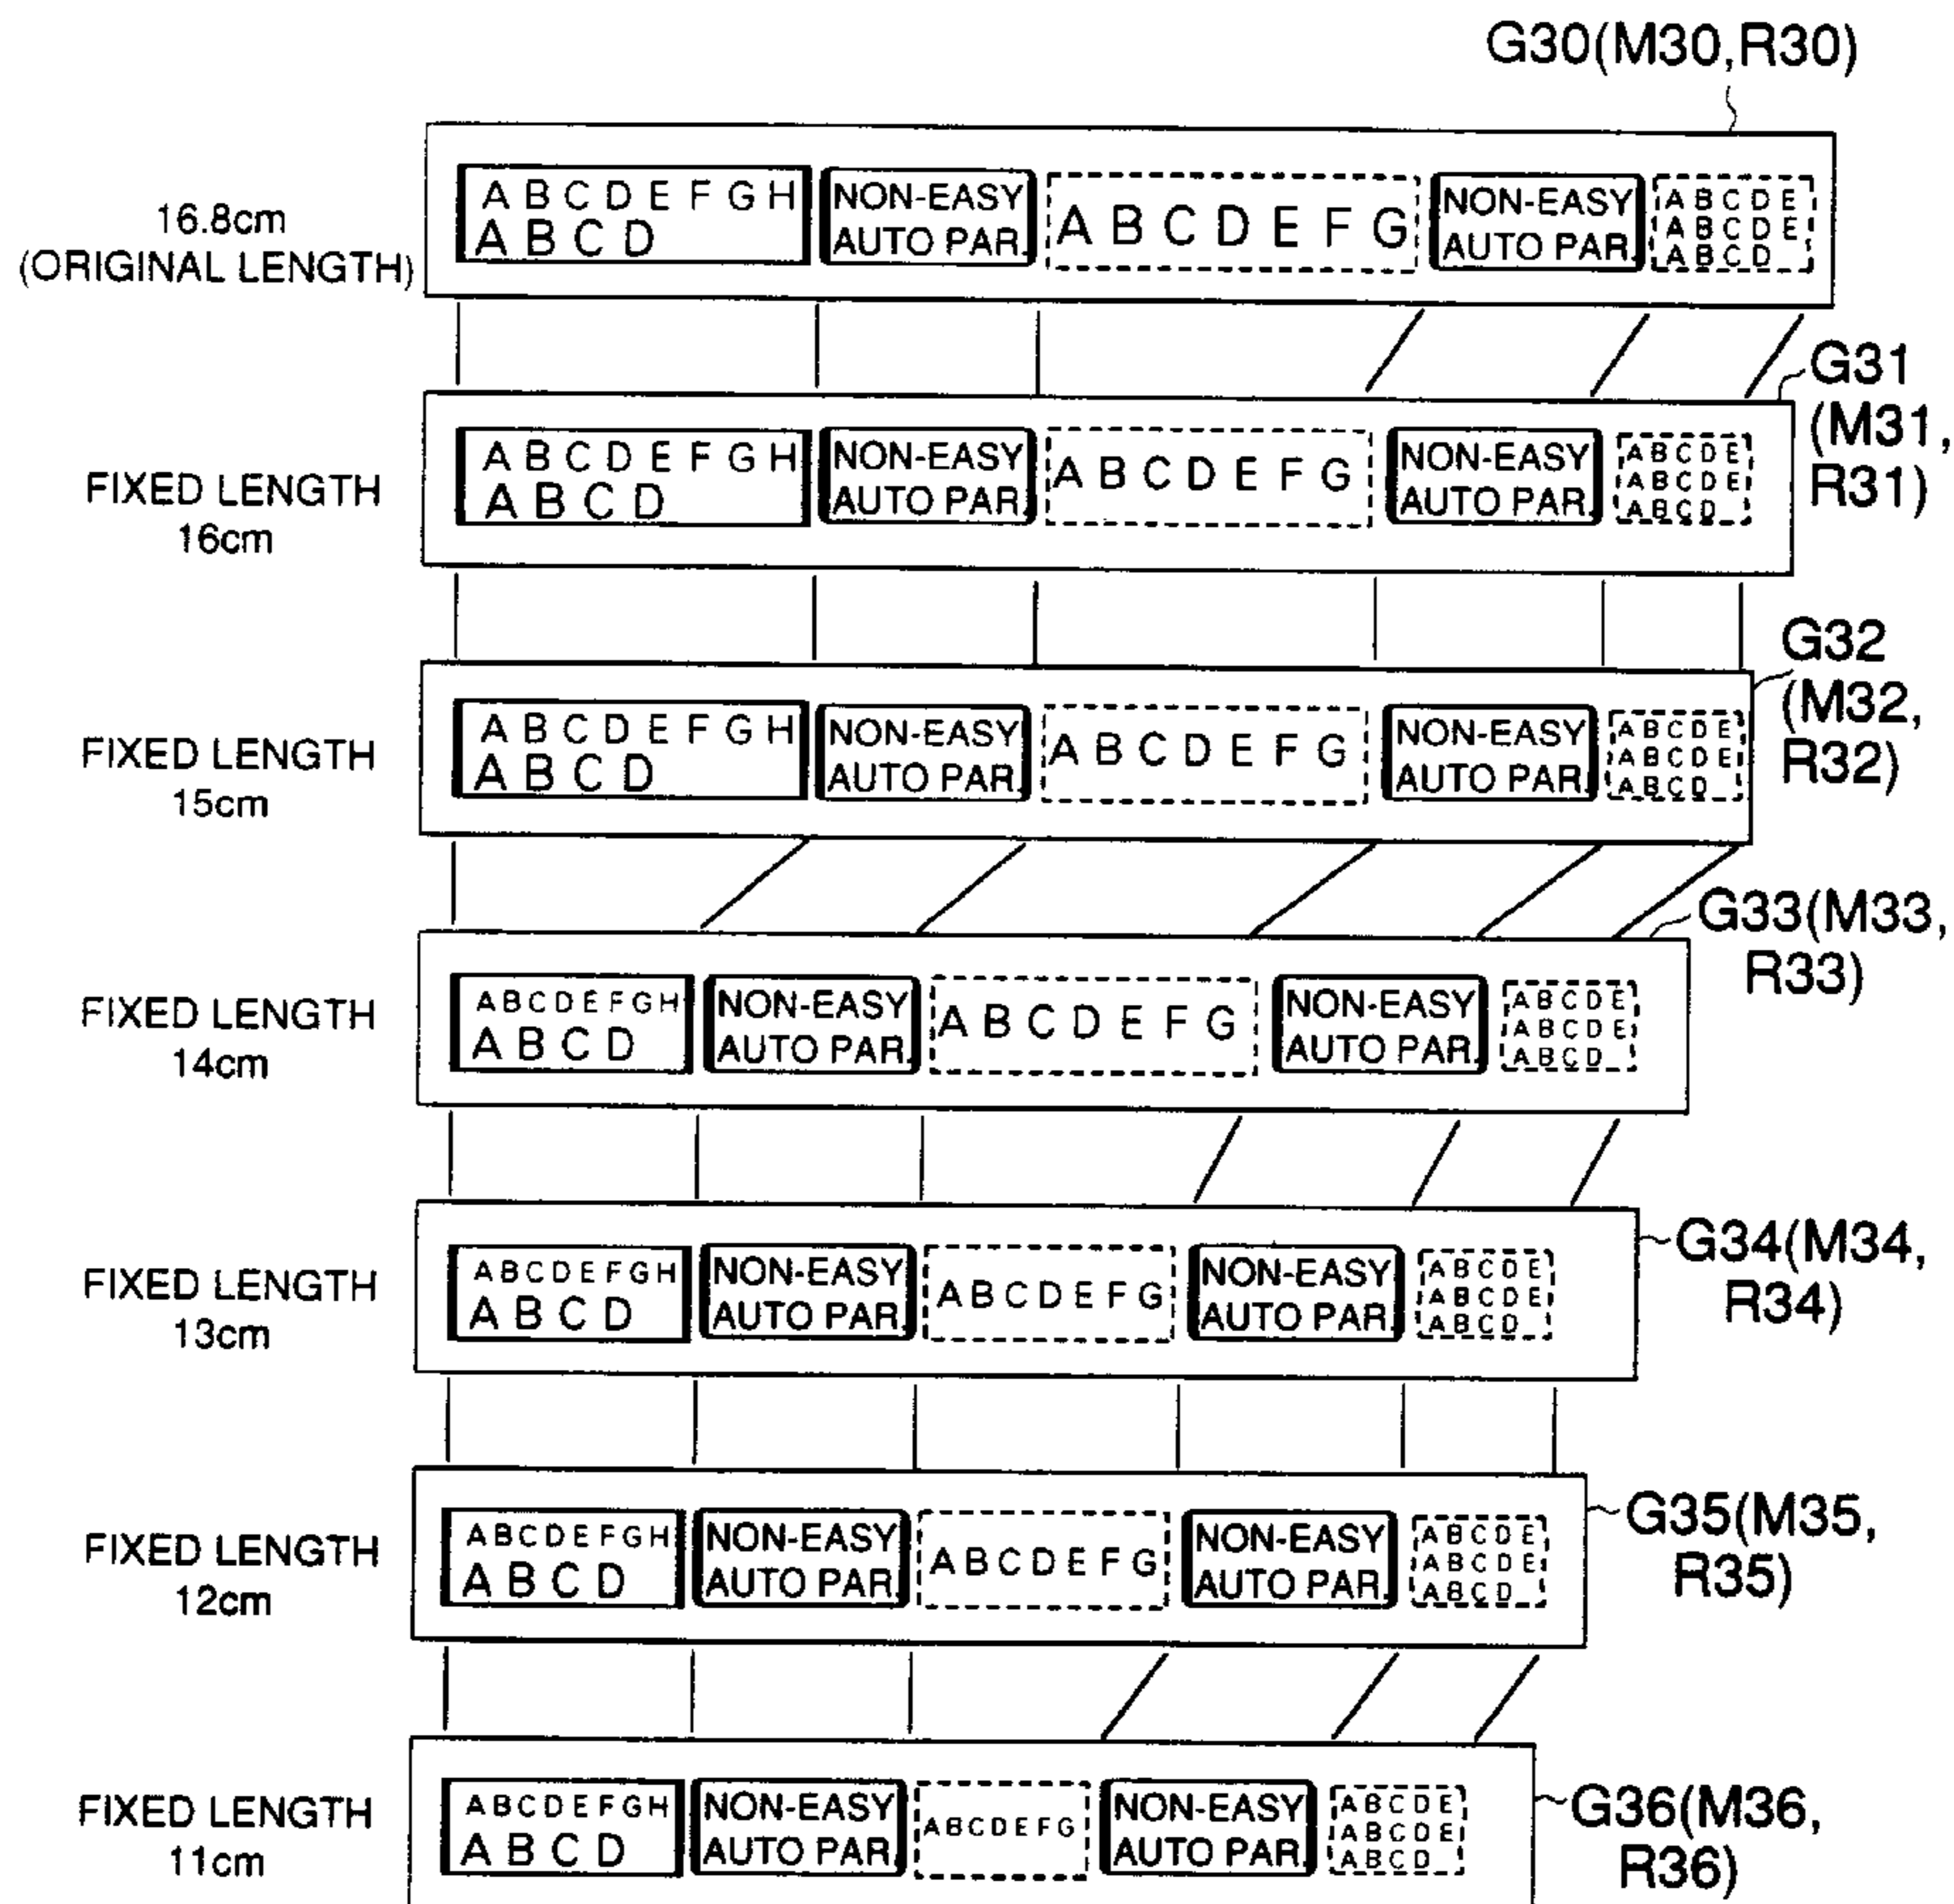 G30(M30,R30)
16.8cm
(ORIGINAL LENGTH)
A B C D E F G H
A B C D
NON-EASY
AUTO PAR.
A B C D E F G
NON-EASY
AUTO PAR.
A B C D E
A B C D E
A B C D
G31
(M31,
R31)
FIXED LENGTH
16cm
A B C D E F G H
A B C D
NON-EASY
AUTO PAR.
A B C D E F G
NON-EASY
AUTO PAR.
A B C D E
A B C D E
A B C D
G32
(M32,
R32)
FIXED LENGTH
15cm
A B C D E F G H
A B C D
NON-EASY
AUTO PAR.
A B C D E F G
NON-EASY
AUTO PAR.
A B C D E
A B C D E
A B C D
G33(M33,
R33)
FIXED LENGTH
14cm
A B C D E F G H
A B C D
NON-EASY
AUTO PAR.
A B C D E F G
NON-EASY
AUTO PAR.
A B C D E
A B C D E
A B C D
G34(M34,
R34)
FIXED LENGTH
13cm
A B C D E F G H
A B C D
NON-EASY
AUTO PAR.
A B C D E F G
NON-EASY
AUTO PAR.
A B C D E
A B C D E
A B C D
G35(M35,
R35)
FIXED LENGTH
12cm
A B C D E F G H
A B C D
NON-EASY
AUTO PAR.
A B C D E F G
NON-EASY
AUTO PAR.
A B C D E
A B C D E
A B C D
G36(M36,
R36)
FIXED LENGTH
11cm
A B C D E F G H
A B C D
NON-EASY
AUTO PAR.
A B C D E F G
NON-EASY
AUTO PAR.
A B C D E
A B C D E
A B C D